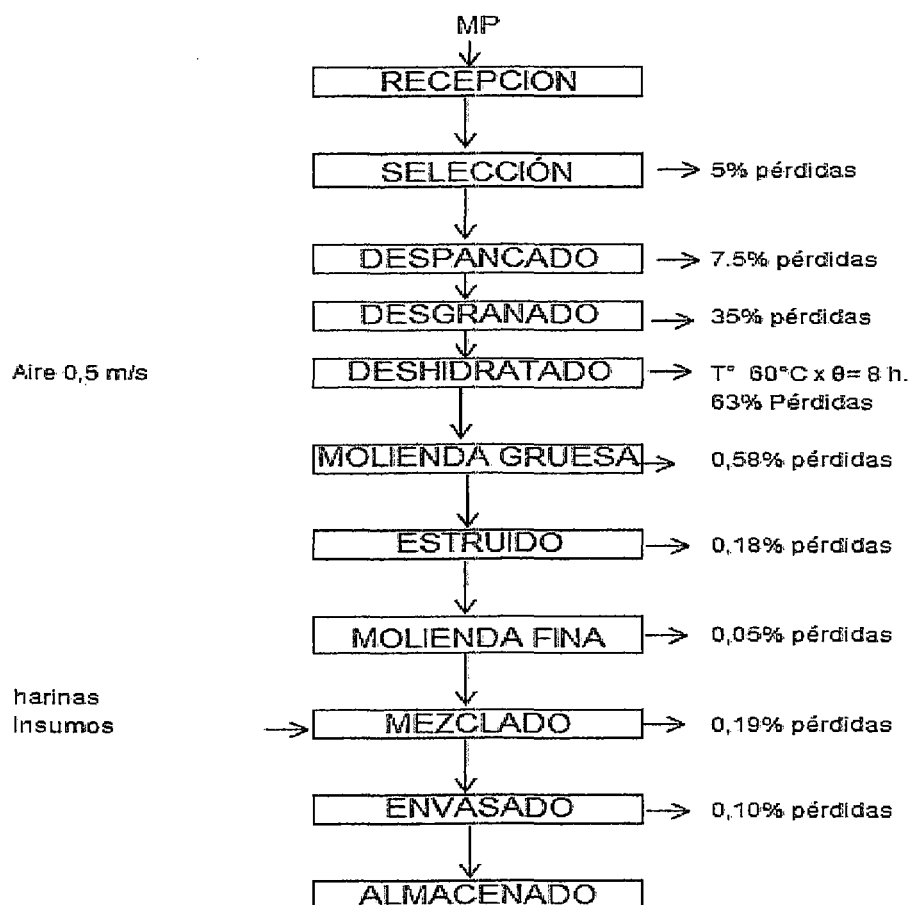 MP
RECEPCION
SELECCIÓN
5% pérdidas
DESPANCADO
7.5% pérdidas
DESGRANADO
35% pérdidas
Aire 0,5 m/s
DESHIDRATADO
T° 60°C x θ= 8 h.
63% Pérdidas
MOLIENDA GRUESA
0,58% pérdidas
ESTRUIDO
0,18% pérdidas
MOLIENDA FINA
0,05% pérdidas
harinas
Insumos
MEZCLADO
0,19% pérdidas
ENVASADO
0,10% pérdidas
ALMACENADO